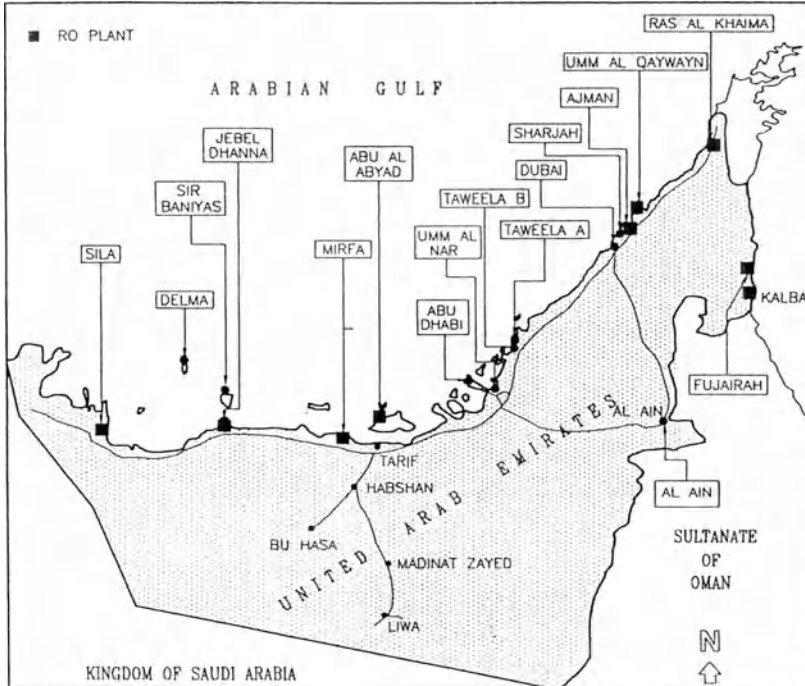 RO PLANT
RAS AL KHAIMA
UMM AL QAYWAYN
ARABIAN GULF
AJMAN
JEBEL
DHANNA
ABU AL
ABYAD
SHARJAH
DUBAI
SIR
BANIYAS
TAWEELA B
TAWEELA A
UMM AL
NAR
SILA
MIRFA
DELMA
ABU
DHABI
KALBA
FUJAIRAH
AL AIN
TARIF
HABSHAN
AL AIN
BU HASA
UNITED ARAB EMIRATES
MADINAT ZAYED
SULTANATE
OF
OMAN
LIWA
N
KINGDOM OF SAUDI ARABIA